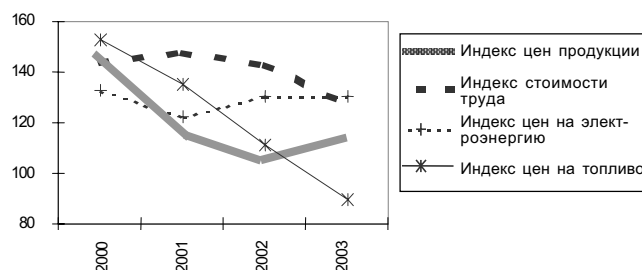 160
140
120
100
80
2000
2001
2002
2003
Индекс цен продукции
Индекс стоимости
труда
Индекс цен на элект-
роэнергию
Индекс цен на топливо